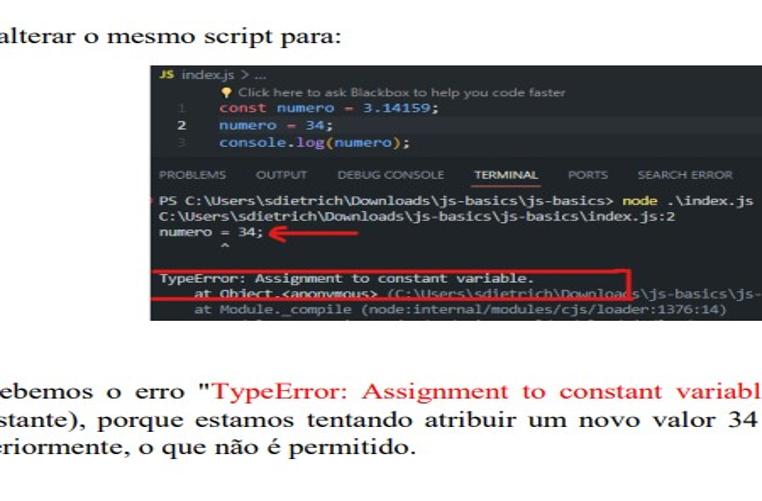 alterar o mesmo script para:
JS index.js > ...
Click here to ask Blackbox to help you code faster
1 const numero = 3.14159;
2 numero = 34;
3 console.log(numero);
PROBLEMS OUTPUT DEBUG CONSOLE TERMINAL PORTS SEARCH ERROR
PS C:\Users\sdietrich\Downloads\js-basics\js-basics> node .\index.js
C:\Users\sdietrich\Downloads\js-basics\js-basics\index.js:2
numero = 34;
^
TypeError: Assignment to constant variable.
at Object.<anonymous> (C:\Users\sdietrich\Downloads\js-basics\js-
at Module._compile (node:internal/modules/cjs/loader:1376:14)
ebemos o erro "TypeError: Assignment to constant variabl
stante), porque estamos tentando atribuir um novo valor 34
eriormente, o que não é permitido.